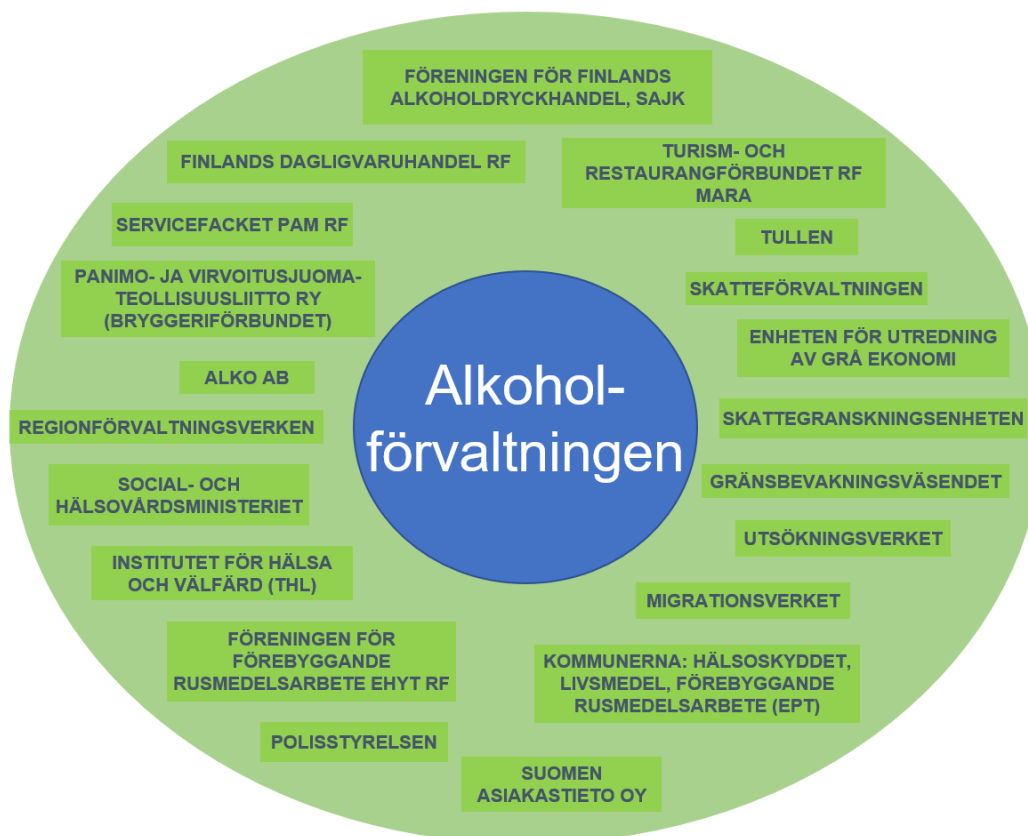 FÖRENINGEN FÖR FINLANDS
ALKOHOLDRYCKHANDEL, SAJK
FINLANDS DAGLIGVARUHANDEL RF
TURISM- OCH
RESTAURANGFÖRBUNDET RF
MARA
SERVICEFACKET PAM RF
TULLEN
PANIMO- JA VIRVOITUSJUOMA-
TEOLLISUUSLIITTO RY
(BRYGGERIFÖRBUNDET)
SKATTEFÖRVALTNINGEN
ENHETEN FÖR UTREDNING
AV GRÅ EKONOMI
ALKO AB
Alkohol-
förvaltningen
REGIONFÖRVALTNINGSVERKEN
SKATTEGRANSKNINGSENHETEN
SOCIAL- OCH
HÄLSOVÅRDSMINISTERIET
GRÄNSBEVAKNINGSVÄSENDET
UTSÖKNINGSVERKET
INSTITUTET FÖR HÄLSA
OCH VÄLFÄRD (THL)
MIGRATIONSVERKET
FÖRENINGEN FÖR
FÖREBYGGANDE
RUSMEDELSARBETE EHYT RF
KOMMUNERNA: HÄLSOSKYDDET,
LIVSMEDEL, FÖREBYGGANDE
RUSMEDELSARBETE (EPT)
POLISSTYRELSEN
SUOMEN
ASIAKASTIETO OY